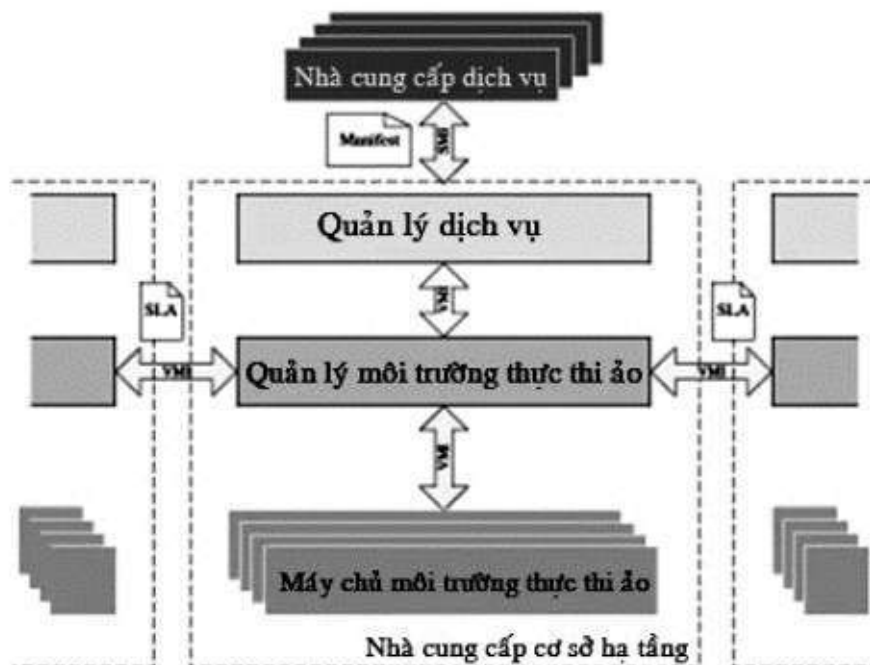 Nhà cung cấp dịch vụ
Manifest
SMI
Quản lý dịch vụ
SLA
VMI
SLA
VMI
Quản lý môi trường thực thi ảo
VMI
VMI
Máy chủ môi trường thực thi ảo
Nhà cung cấp cơ sở hạ tầng